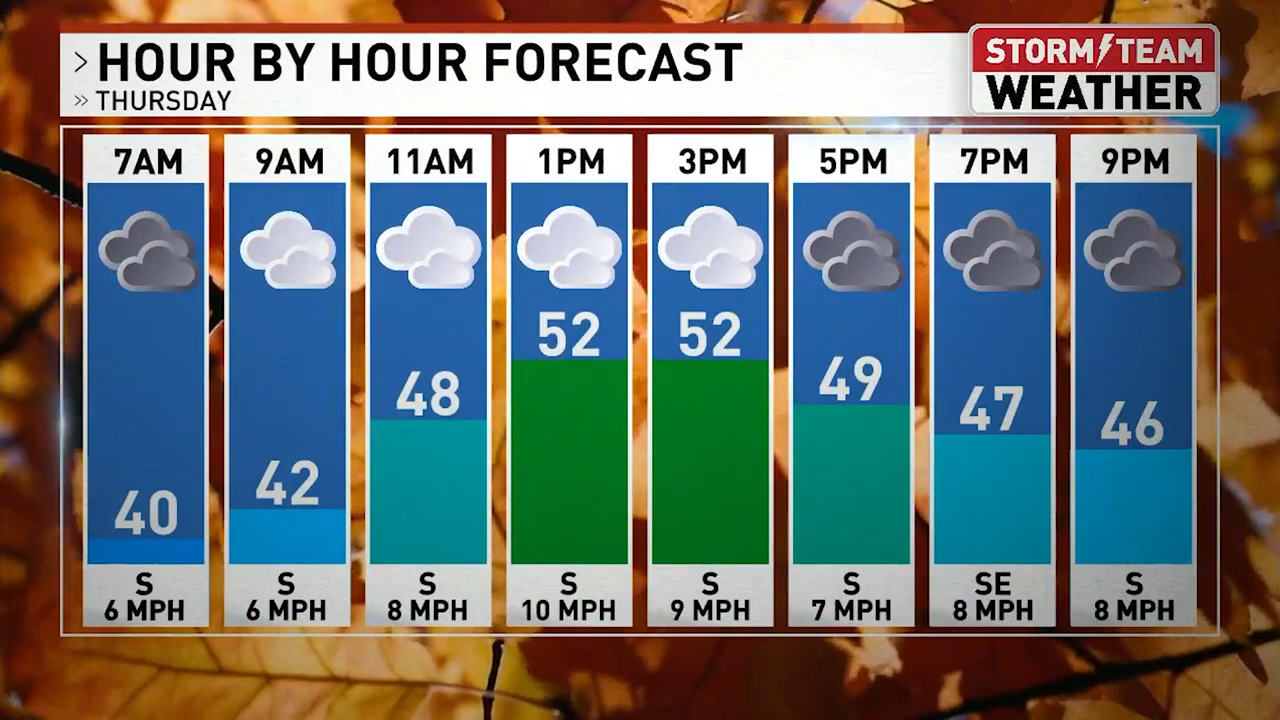 > HOUR BY HOUR FORECAST
» THURSDAY
STORM TEAM
WEATHER
7AM
40
S
6 MPH
9AM
42
S
6 MPH
11AM
48
S
8 MPH
1PM
52
S
10 MPH
3PM
52
S
9 MPH
5PM
49
S
7 MPH
7PM
47
SE
8 MPH
9PM
46
S
8 MPH